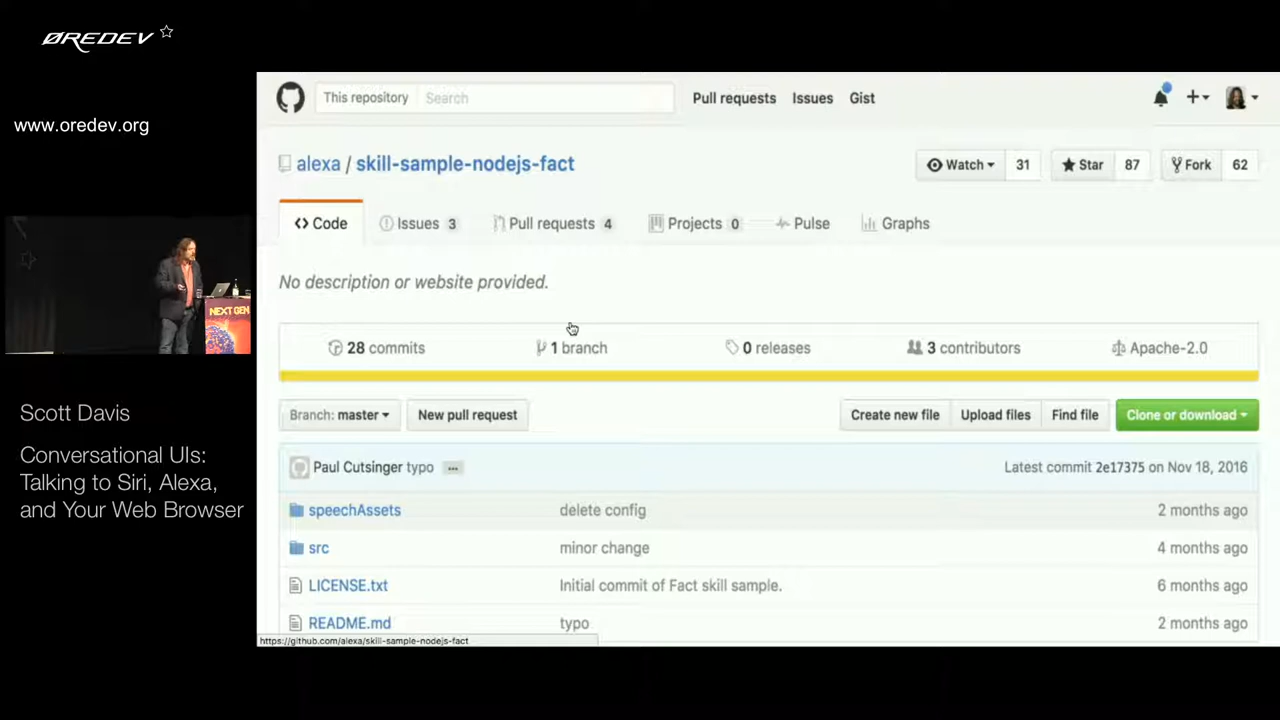 ØREDEV
www.oredev.org
NEXT GEN
Scott Davis
Conversational UIs:
Talking to Siri, Alexa,
and Your Web Browser
This repository Search Pull requests Issues Gist
alexa / skill-sample-nodejs-fact Watch 31 Star 87 Fork 62
Code Issues 3 Pull requests 4 Projects 0 Pulse Graphs
No description or website provided.
28 commits 1 branch 0 releases 3 contributors Apache-2.0
Branch: master New pull request Create new file Upload files Find file Clone or download
Paul Cutsinger typo ... Latest commit 2e17375 on Nov 18, 2016
speechAssets delete config 2 months ago
src minor change 4 months ago
LICENSE.txt Initial commit of Fact skill sample. 6 months ago
README.md typo 2 months ago
https://github.com/alexa/skill-sample-nodejs-fact